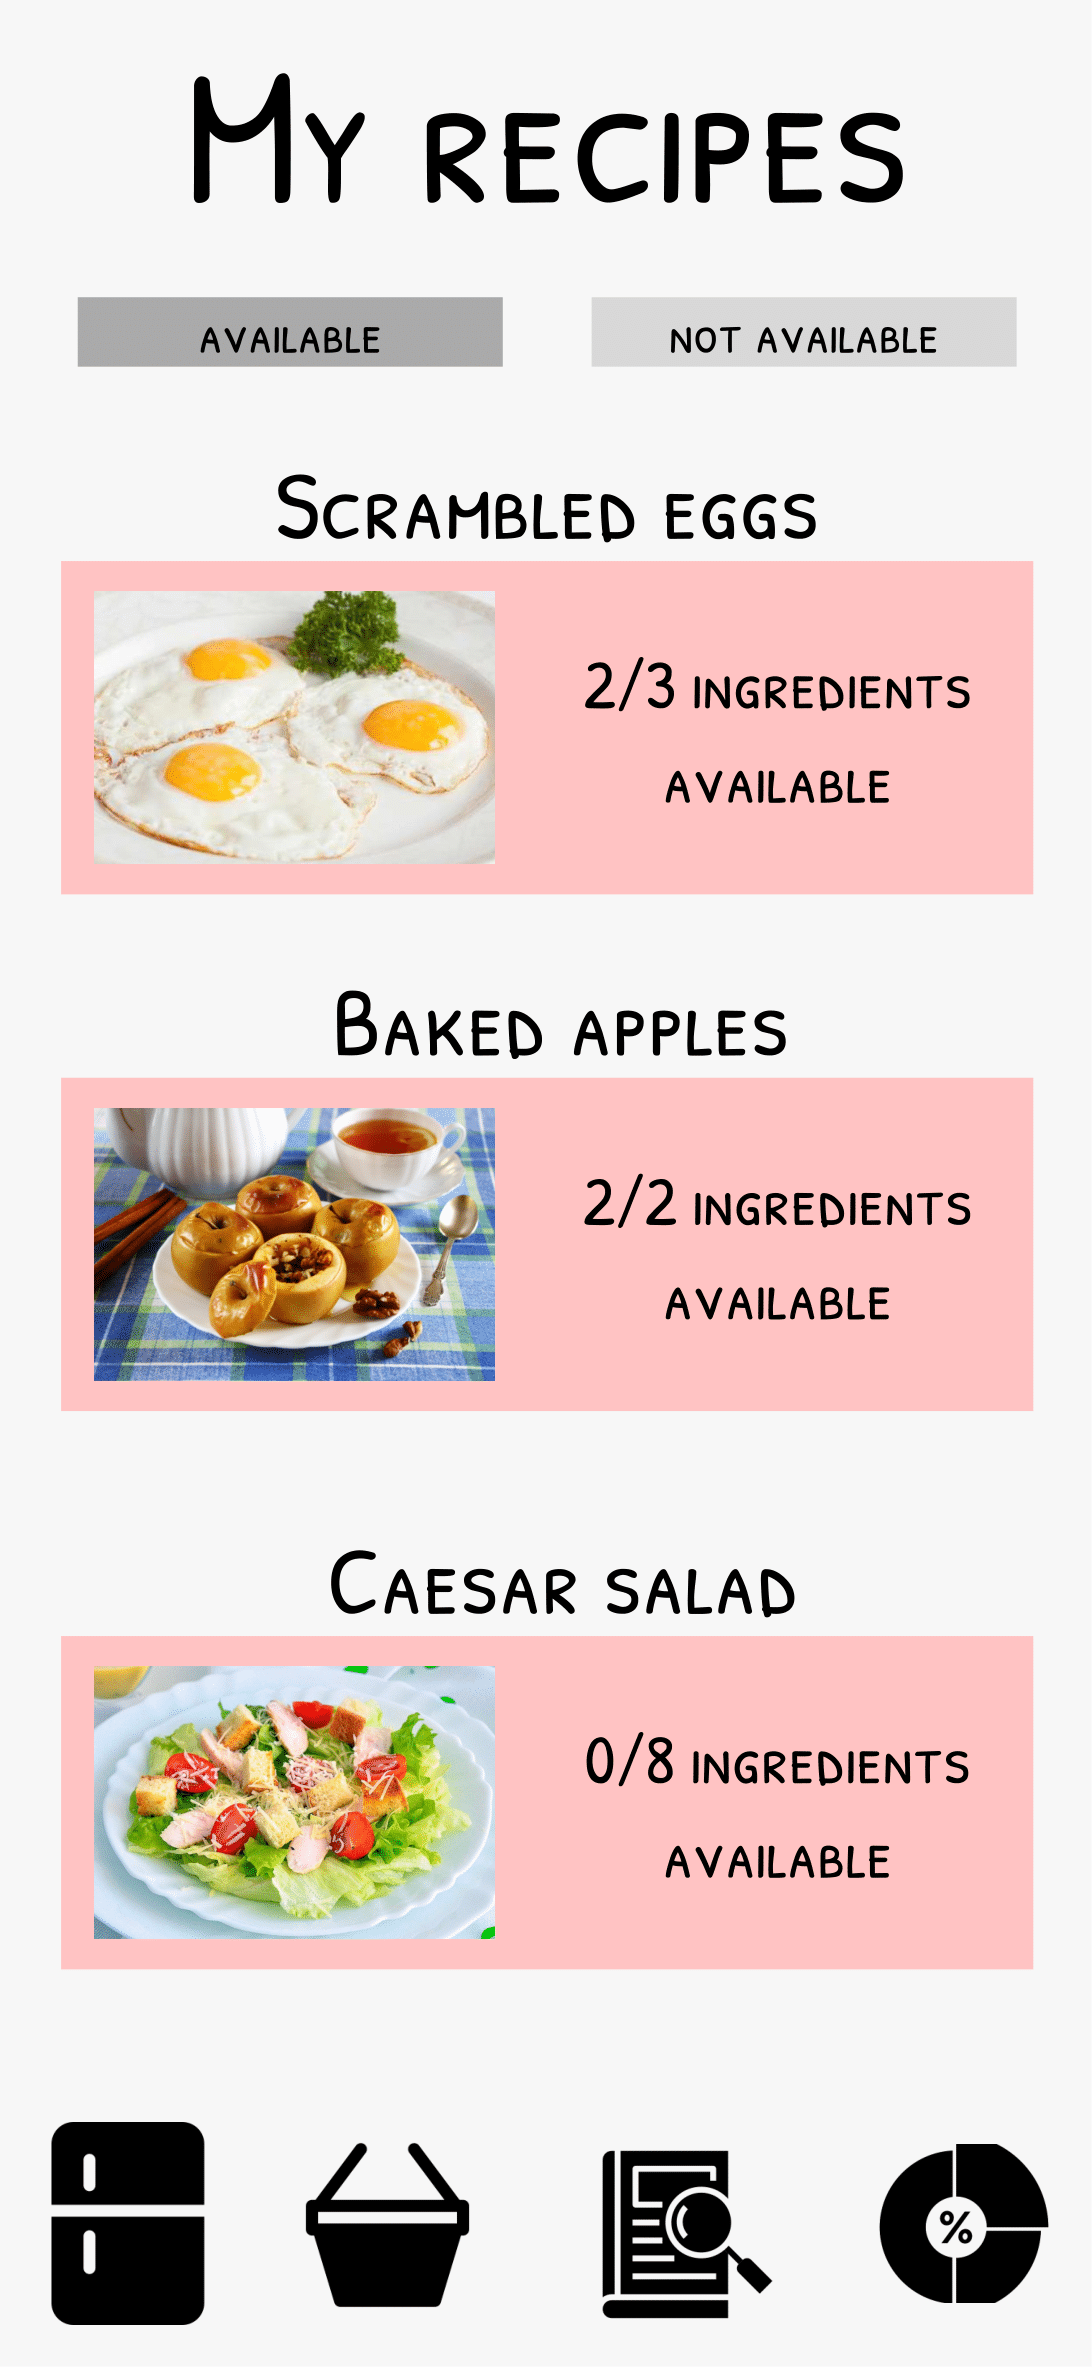 My recipes
available
not available
Scrambled eggs
2/3 ingredients
available
Baked apples
2/2 ingredients
available
Caesar salad
0/8 ingredients
available
%